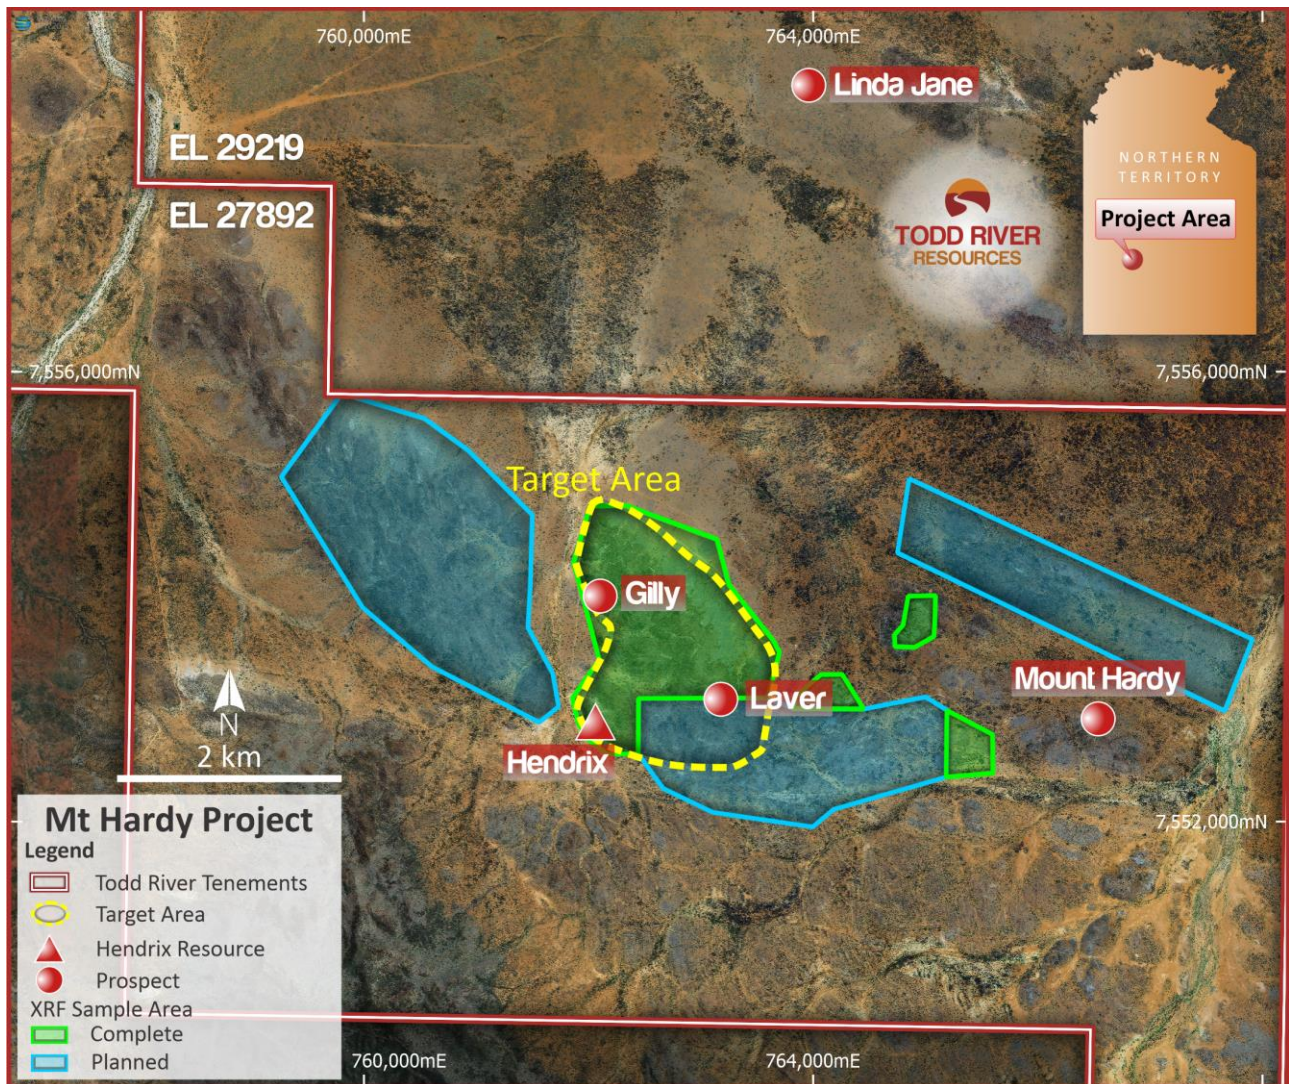 760,000mE
764,000mE
Linda Jane
EL 29219
EL 27892
NORTHERN
TERRITORY
Project Area
TODD RIVER
RESOURCES
7,556,000mN
7,556,000mN
Target Area
Gilly
Laver
Mount Hardy
Hendrix
N
2 km
7,552,000mN
Mt Hardy Project
Legend
Todd River Tenements
Target Area
Hendrix Resource
Prospect
XRF Sample Area
Complete
Planned
760,000mE
764,000mE